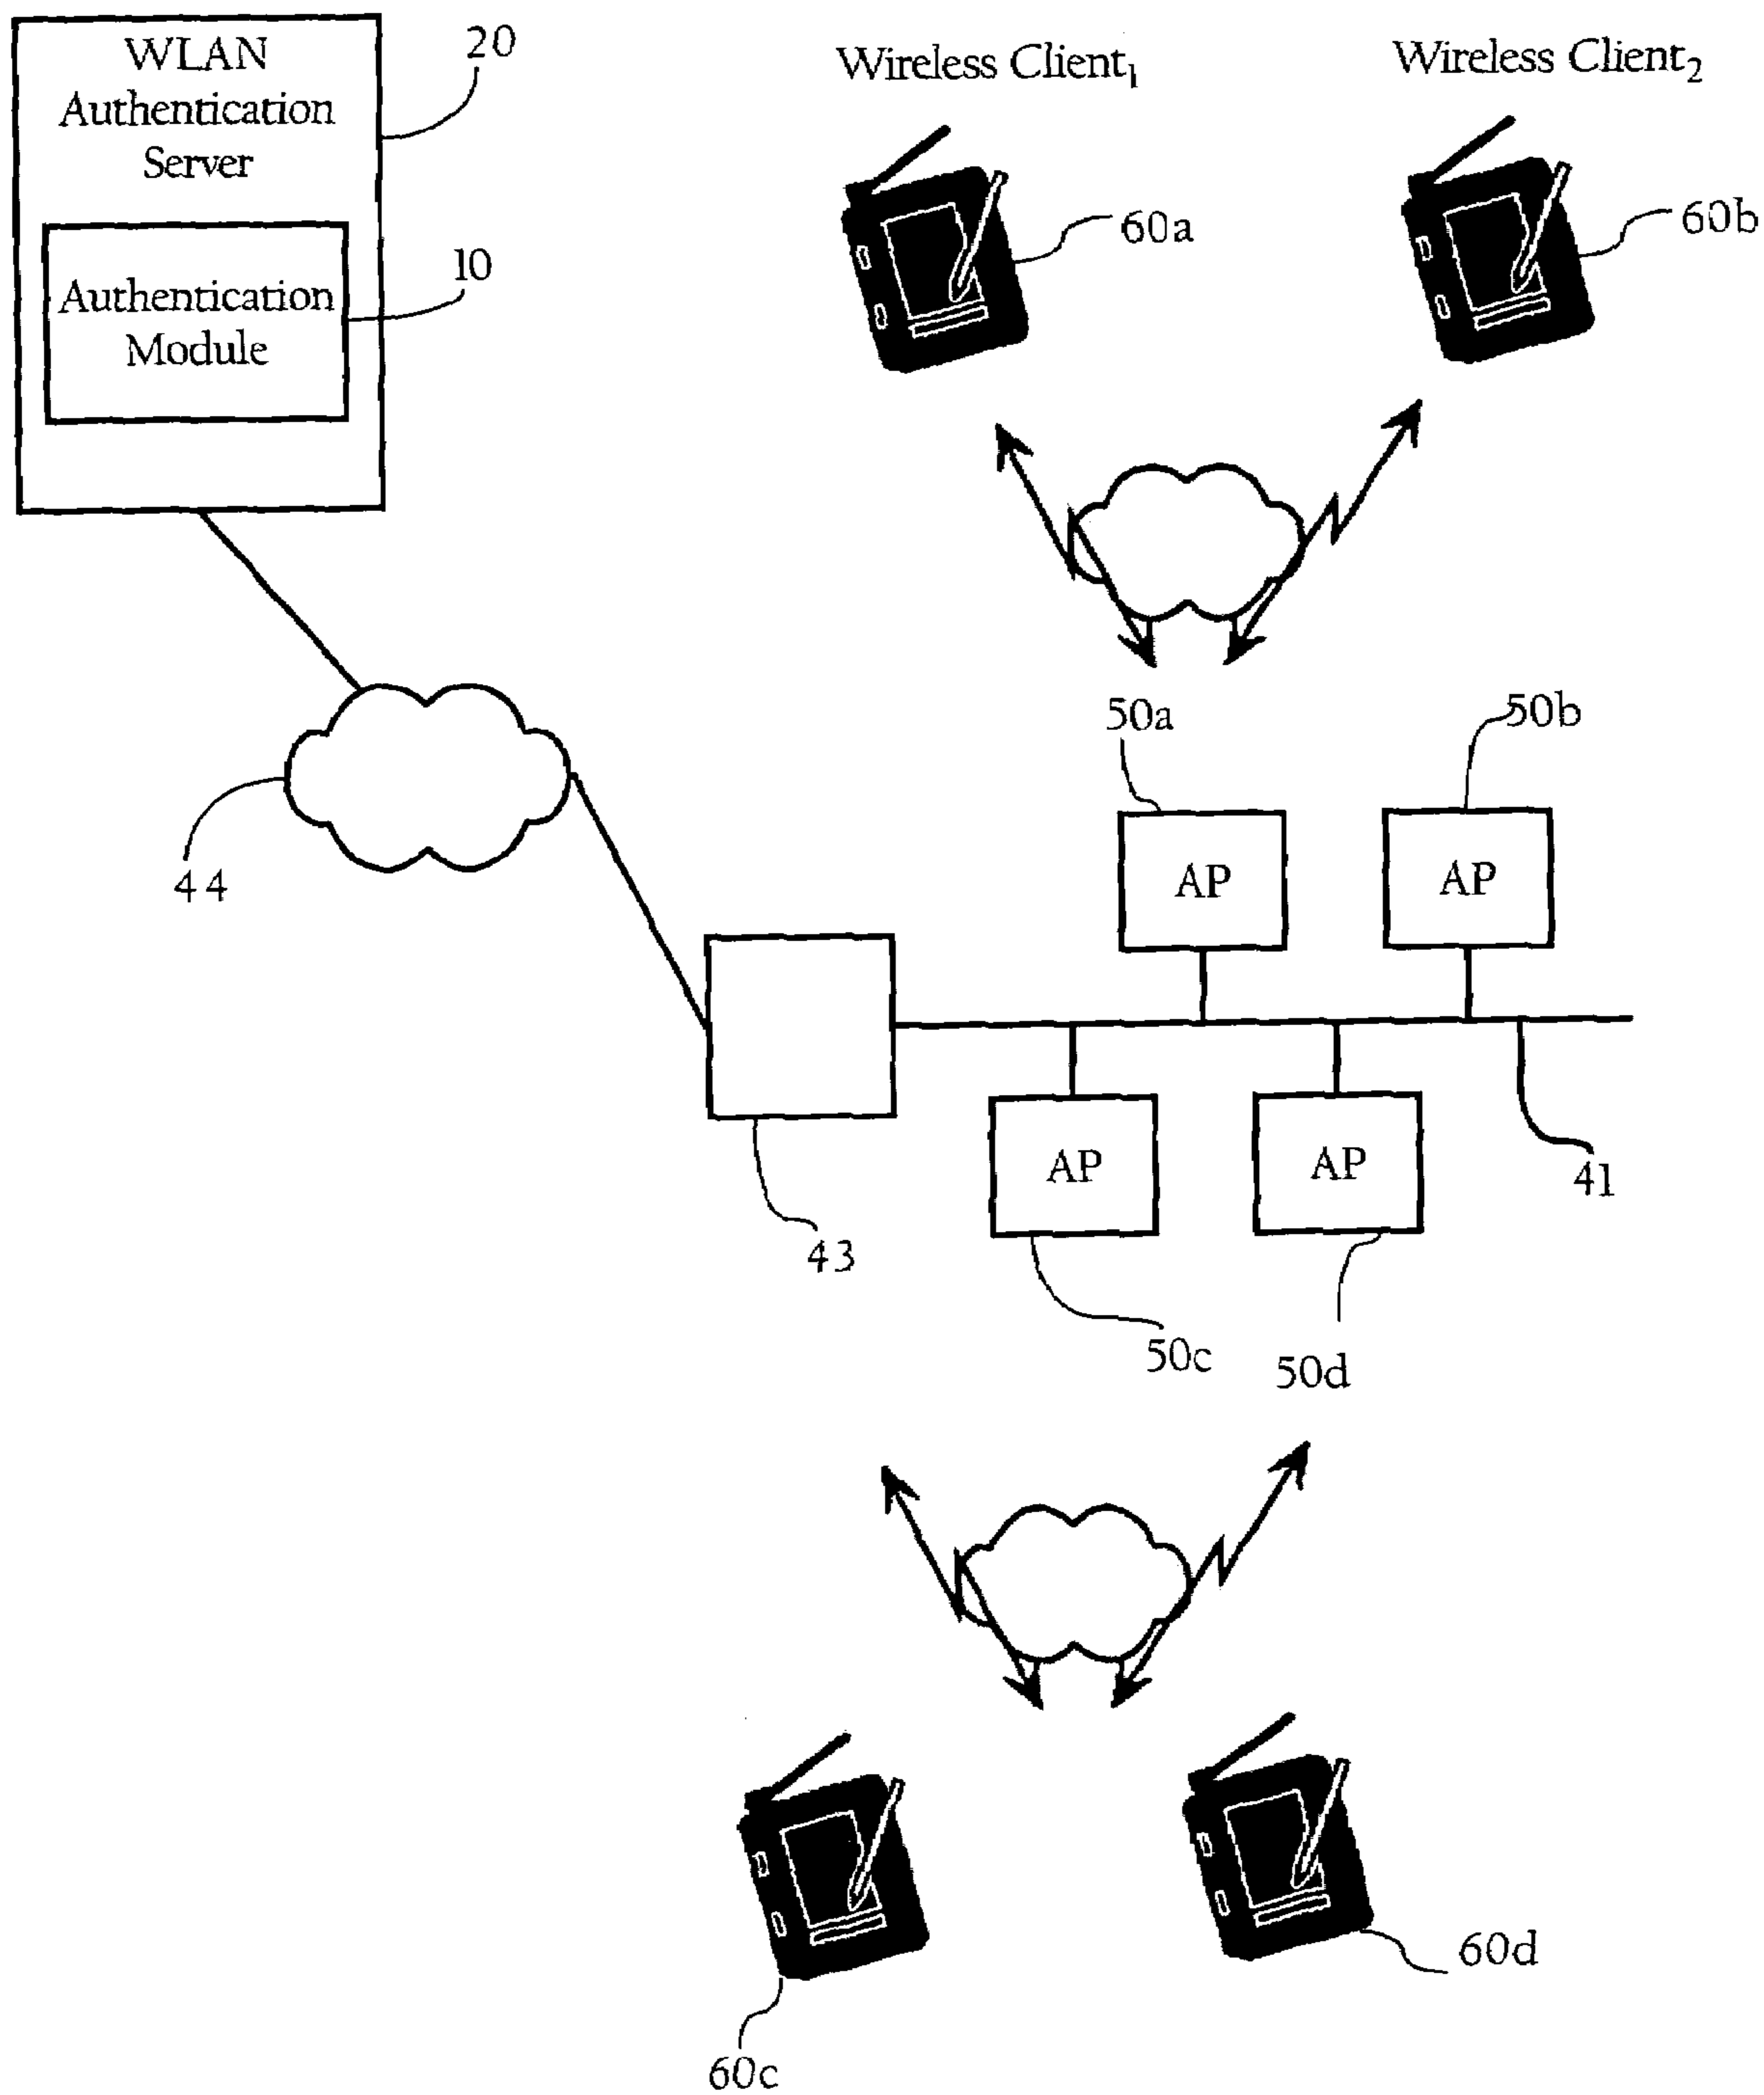 WLAN
Authentication
Server
20
Authentication
Module
10
Wireless Client₁
Wireless Client₂
60a
60b
44
50a
50b
AP
AP
43
AP
AP
41
50c
50d
60c
60d